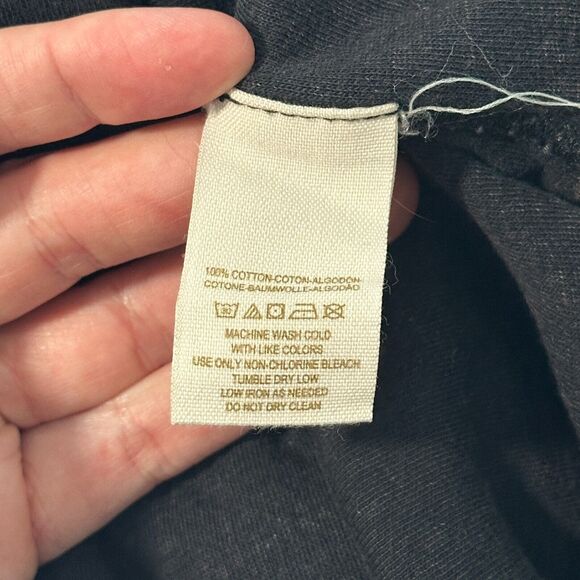 100% COTTON-COTON-ALGODON-
COTONE-BAUMWOLLE-ALGODÃO
30
MACHINE WASH COLD
WITH LIKE COLORS
USE ONLY NON-CHLORINE BLEACH
TUMBLE DRY LOW
LOW IRON AS NEEDED
DO NOT DRY CLEAN